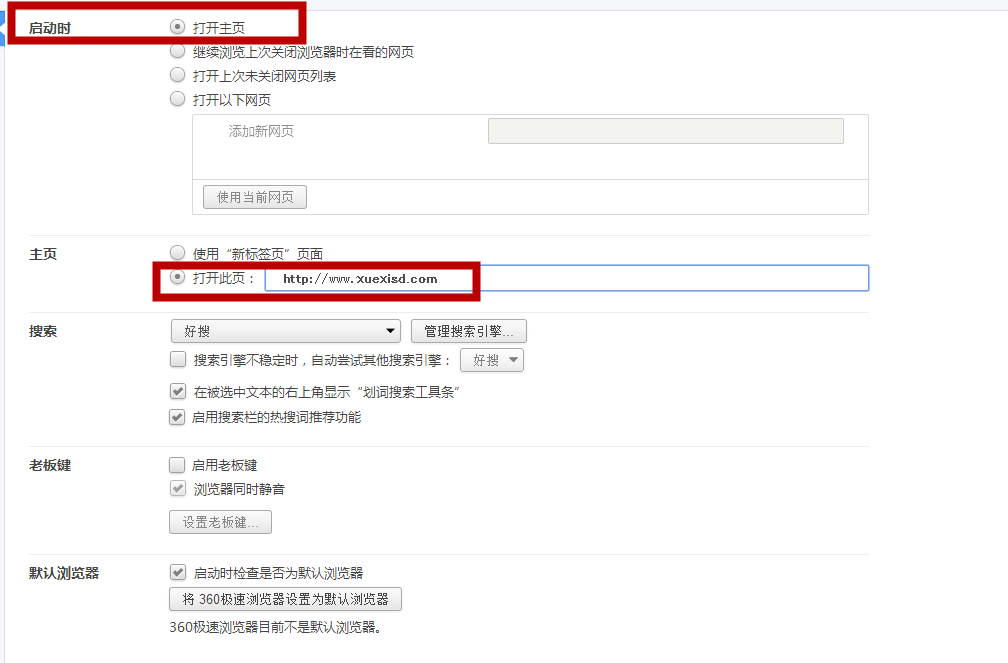 启动时 打开主页
继续浏览上次关闭浏览器时在看的网页
打开上次未关闭网页列表
打开以下网页
添加新网页
使用当前网页
主页 使用“新标签页”页面
打开此页： http://www.xuexisd.com
搜索 好搜 管理搜索引擎...
搜索引擎不稳定时，自动尝试其他搜索引擎： 好搜
在被选中文本的右上角显示“划词搜索工具条”
启用搜索栏的热搜词推荐功能
老板键 启用老板键
浏览器同时静音
设置老板键...
默认浏览器 启动时检查是否为默认浏览器
将 360极速浏览器设置为默认浏览器
360极速浏览器目前不是默认浏览器。